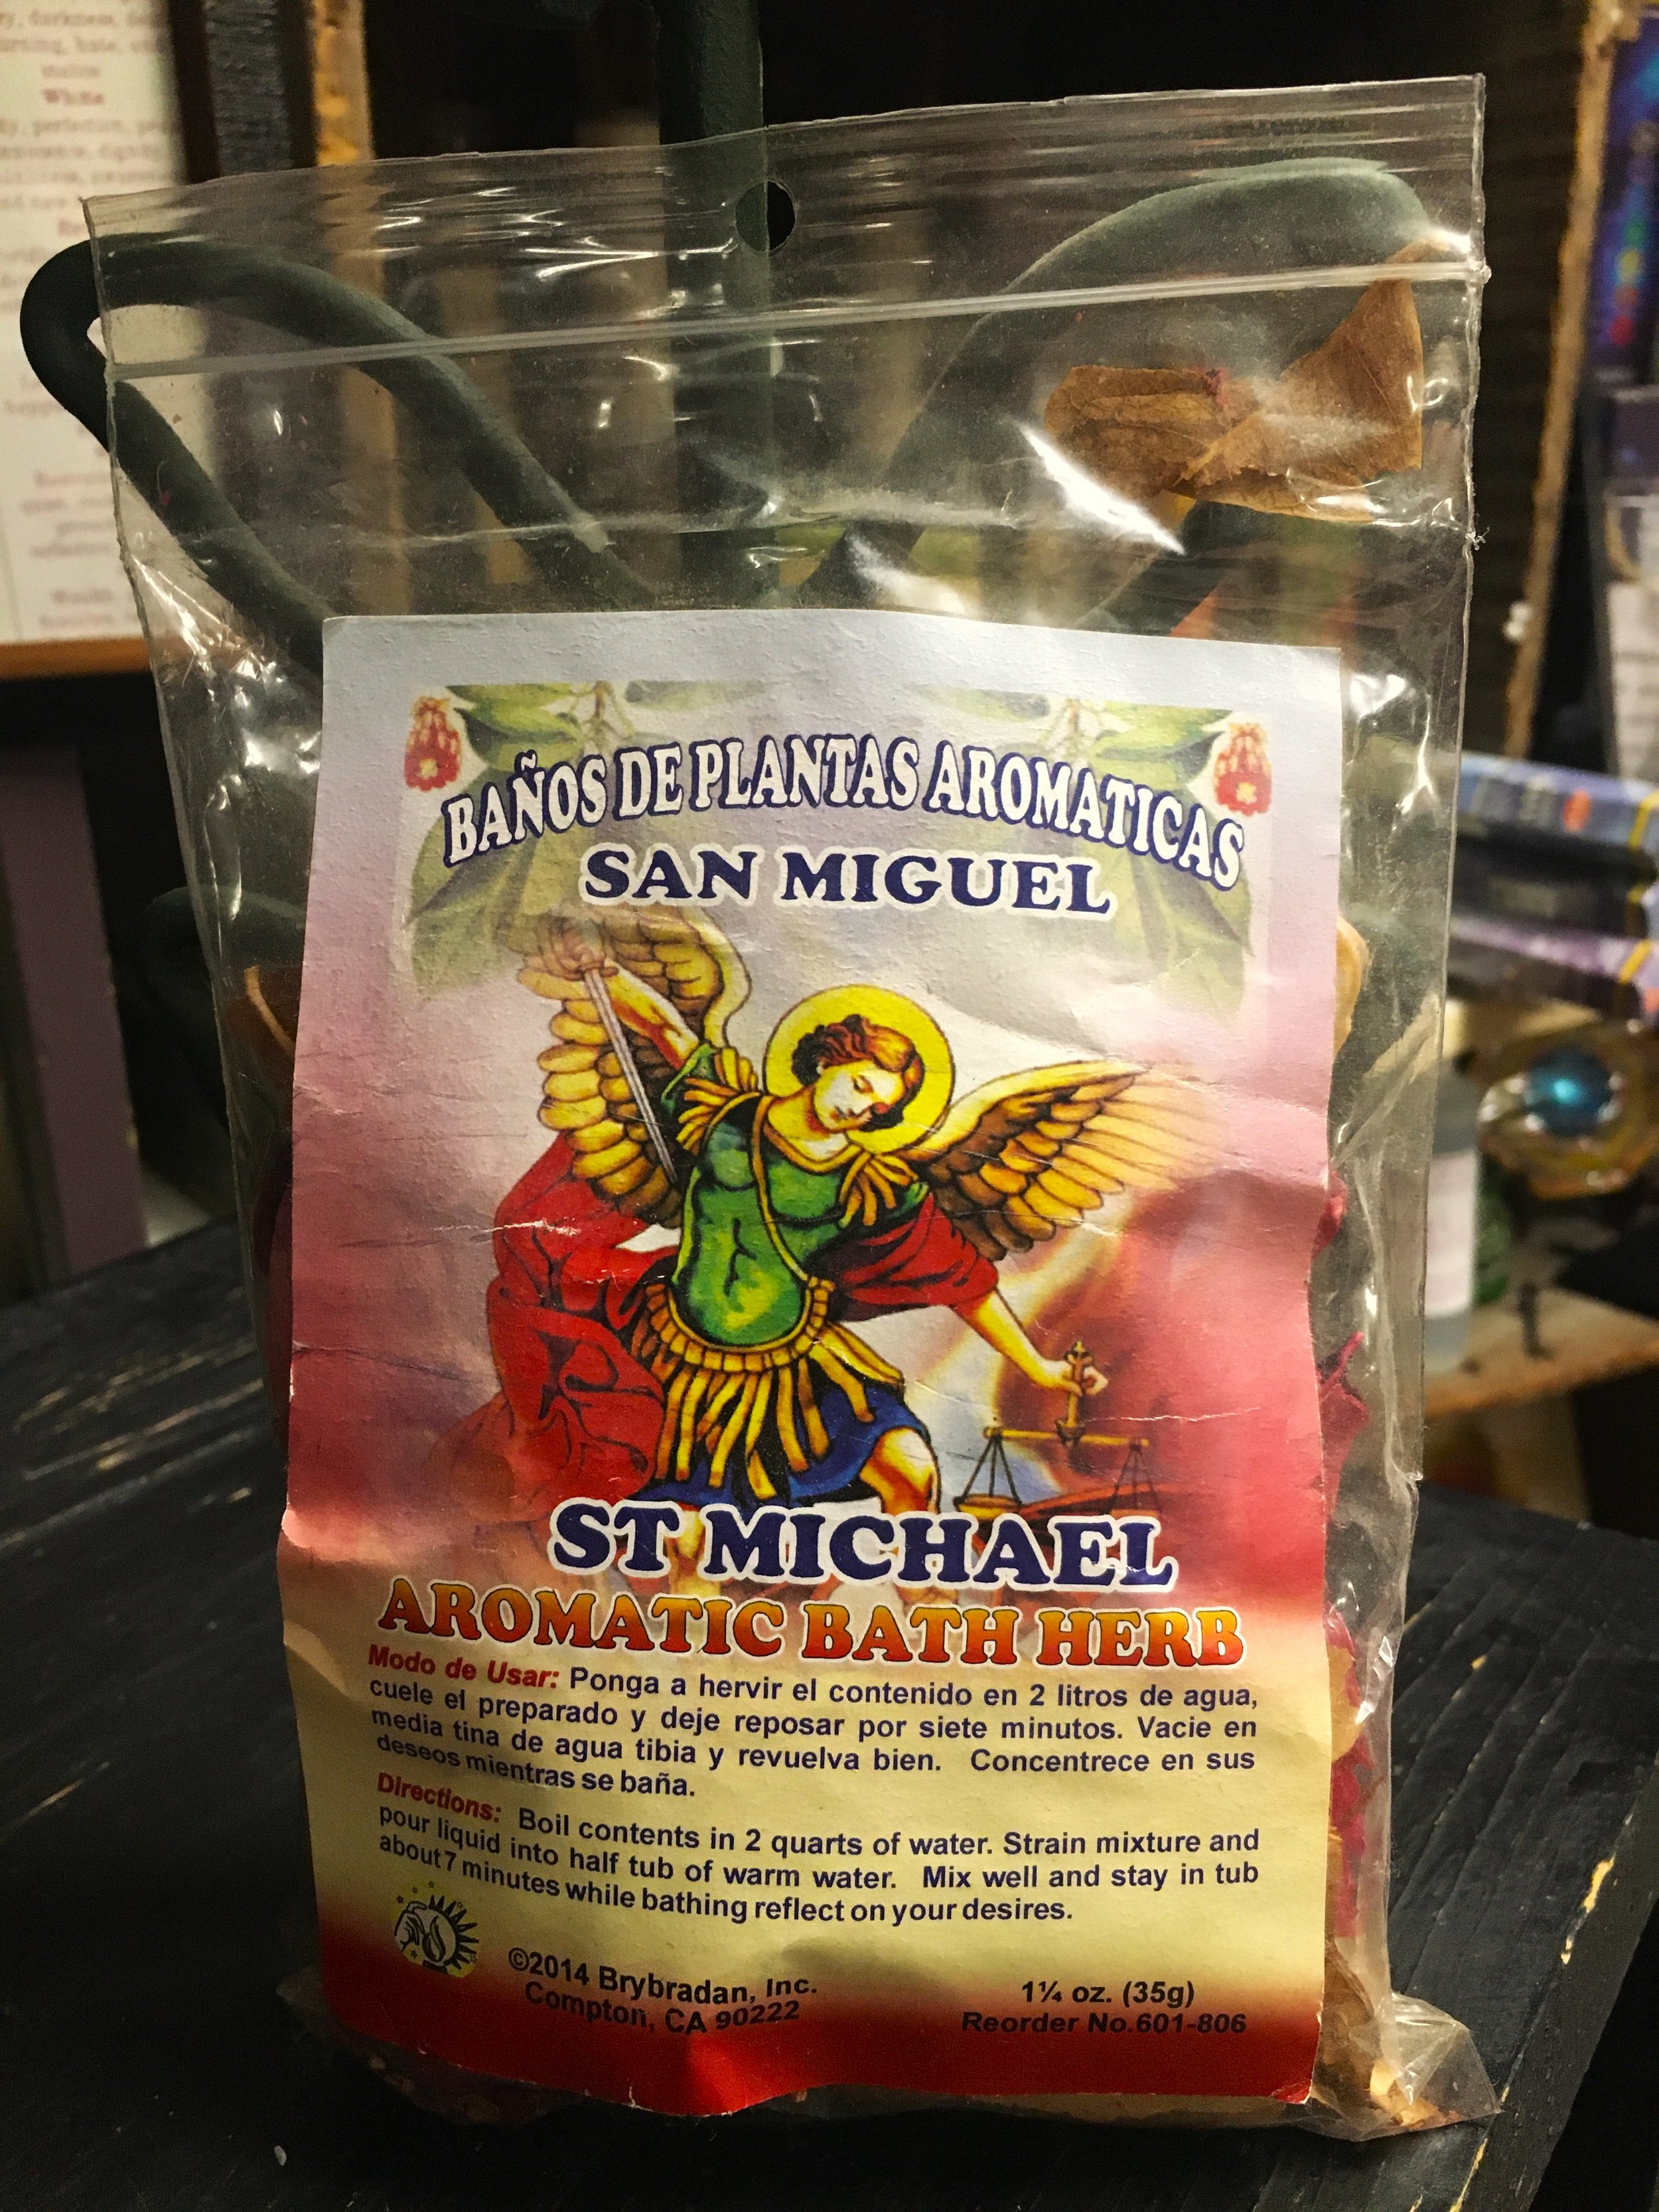 White
BAÑOS DE PLANTAS AROMATICAS
SAN MIGUEL
ST MICHAEL
AROMATIC BATH HERB
Modo de Usar: Ponga a hervir el contenido en 2 litros de agua,
cuele el preparado y deje reposar por siete minutos. Vacie en
media tina de agua tibia y revuelva bien. Concentrece en sus
deseos mientras se baña.
Directions: Boil contents in 2 quarts of water. Strain mixture and
pour liquid into half tub of warm water. Mix well and stay in tub
about 7 minutes while bathing reflect on your desires.
©2014 Brybradan, Inc.
Compton, CA 90222
1¼ oz. (35g)
Reorder No.601-806